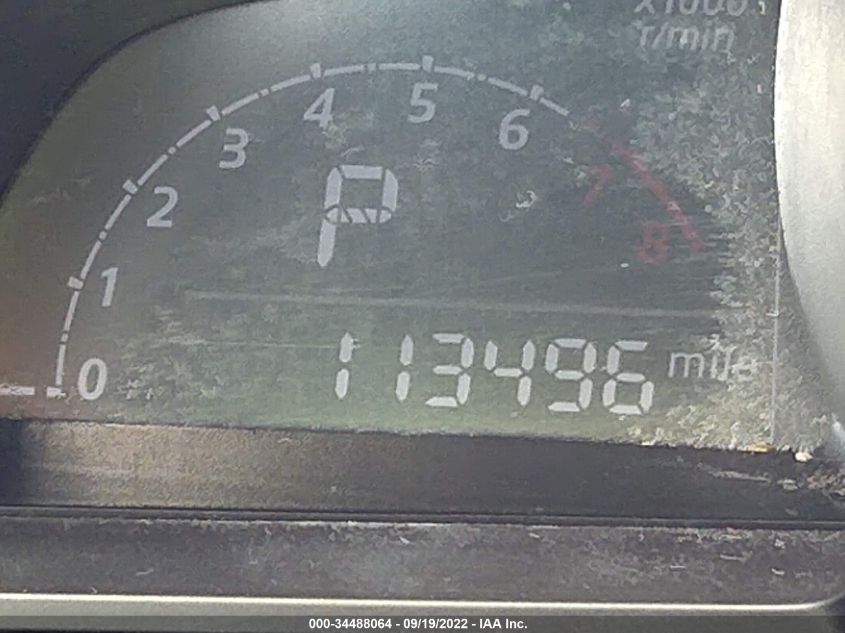 x1000
r/min
0 1 2 3 4 5 6 7 8
P
113496 mile
000-34488064 - 09/19/2022 - IAA Inc.